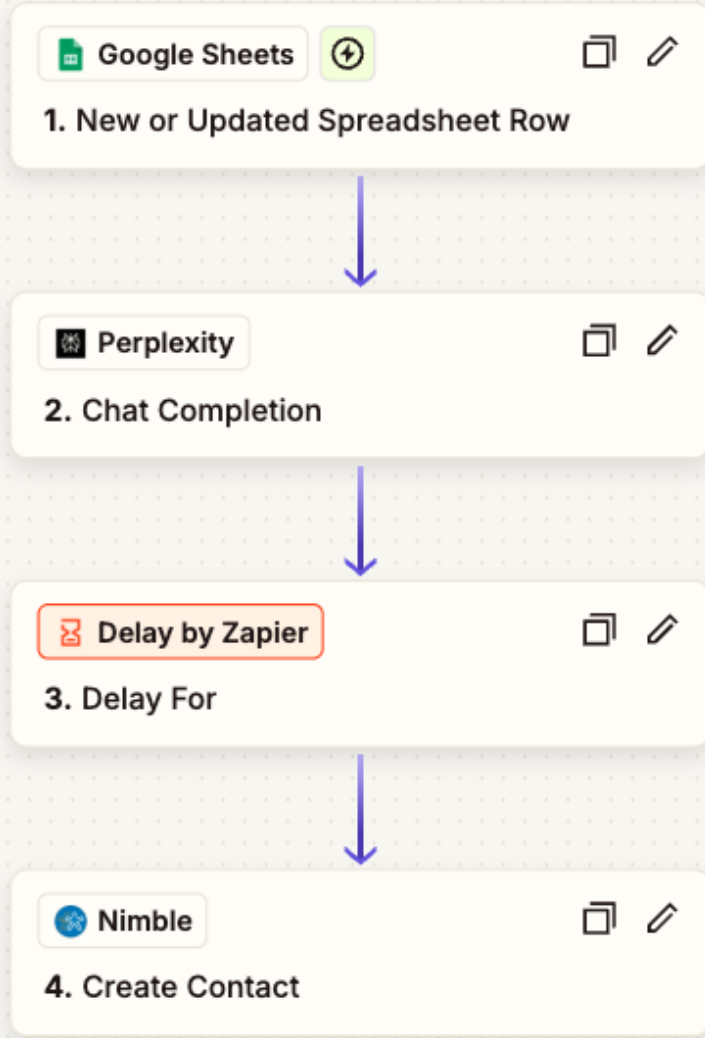 Google Sheets
1. New or Updated Spreadsheet Row
Perplexity
2. Chat Completion
Delay by Zapier
3. Delay For
Nimble
4. Create Contact